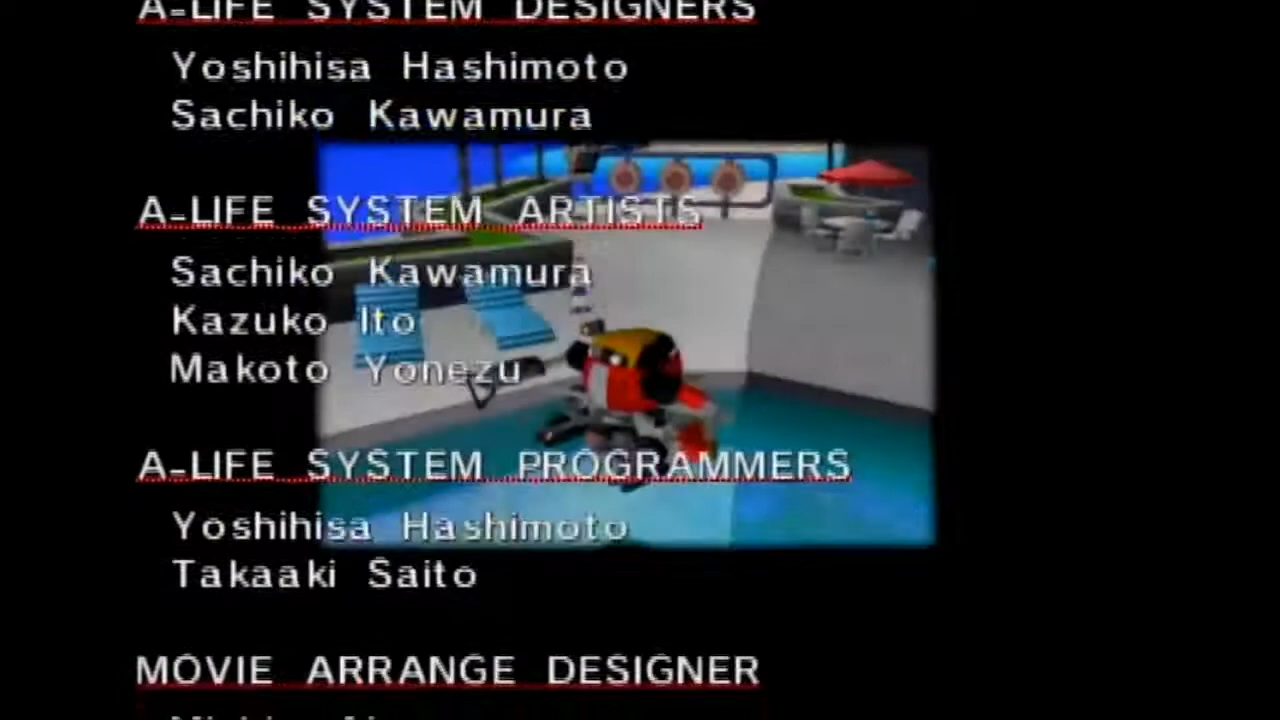 A-LIFE SYSTEM DESIGNERS
Yoshihisa Hashimoto
Sachiko Kawamura
A-LIFE SYSTEM ARTISTS
Sachiko Kawamura
Kazuko Ito
Makoto Yonezu
A-LIFE SYSTEM PROGRAMMERS
Yoshihisa Hashimoto
Takaaki Saito
MOVIE ARRANGE DESIGNER